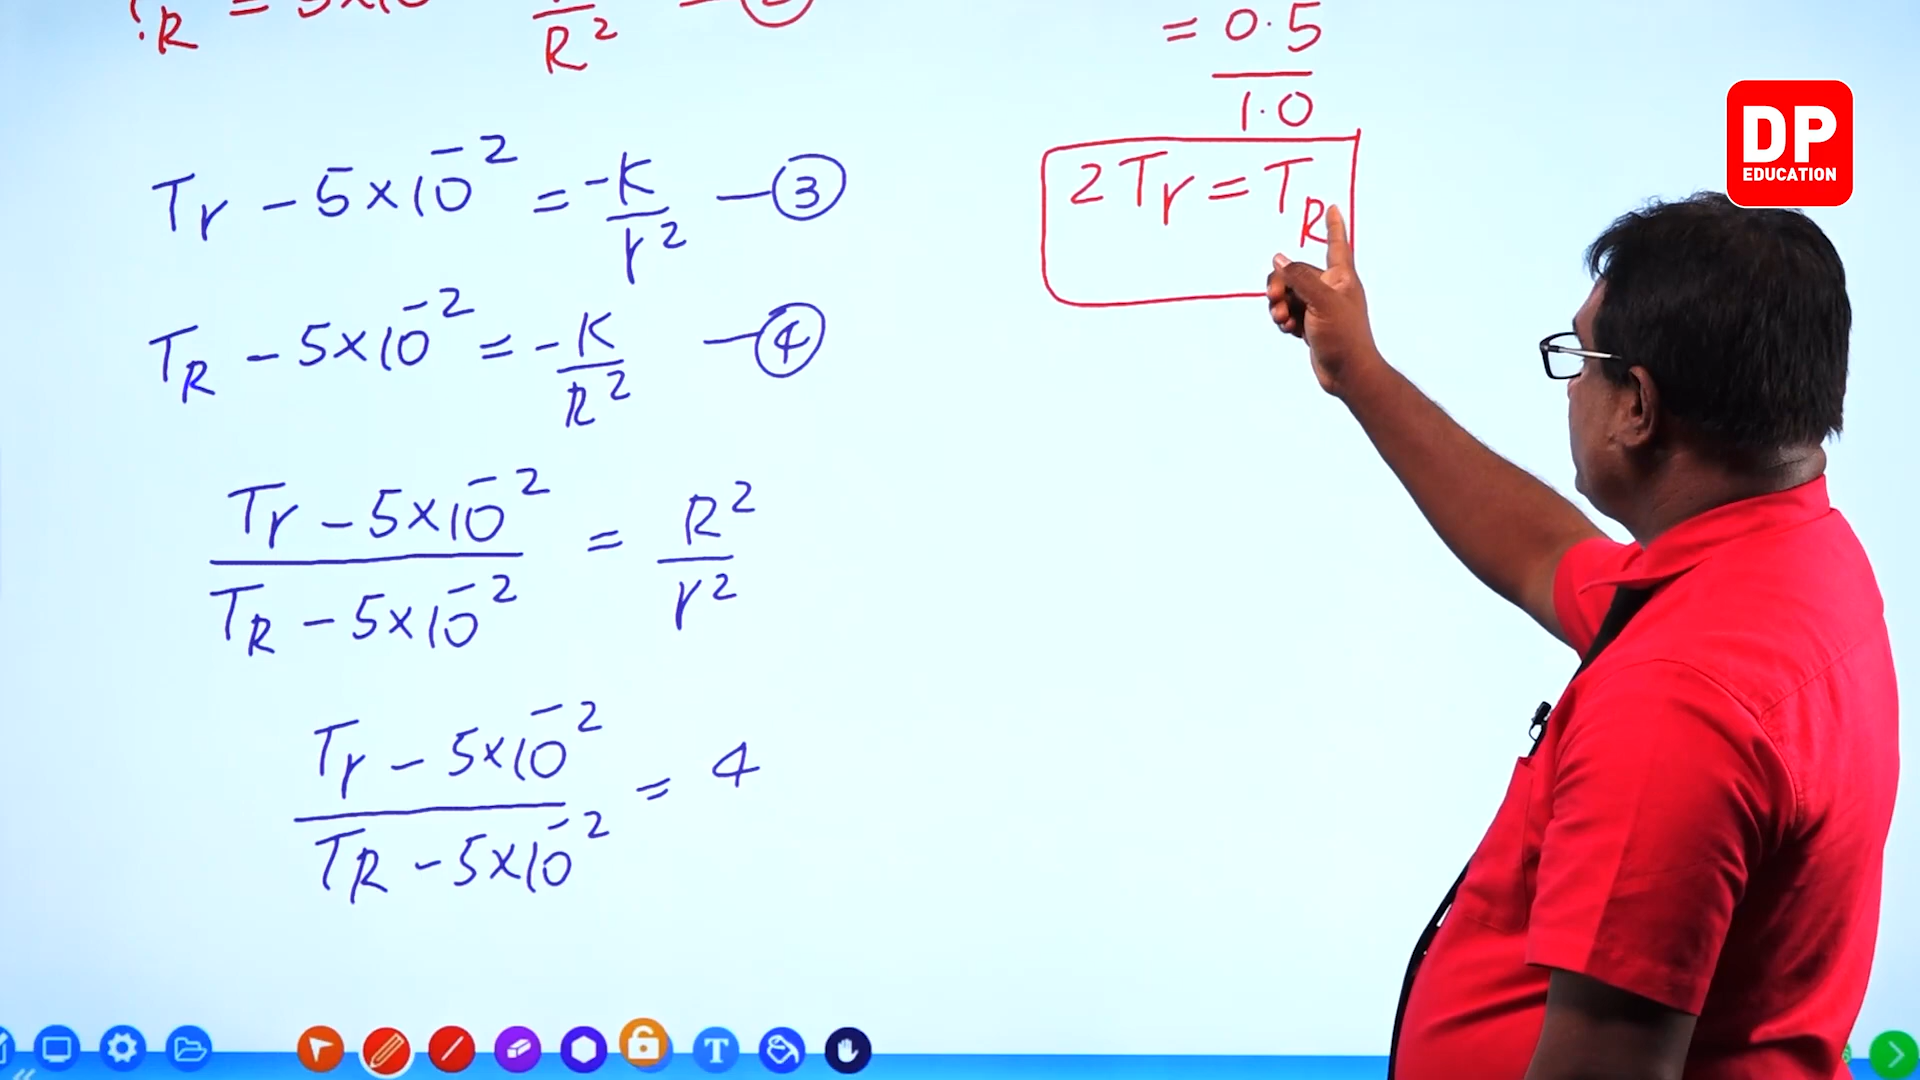 = 0.5
R²
1.0
2Tr = TR
Tr - 5×10⁻² = -K/r² — ③
TR - 5×10⁻² = -K/R² — ④
Tr - 5×10⁻² / TR - 5×10⁻² = R²/r²
Tr - 5×10⁻² / TR - 5×10⁻² = 4
DP
EDUCATION
T